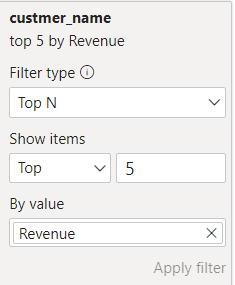 custmer_name
top 5 by Revenue
Filter type
Top N
Show items
Top 5
By value
Revenue
Apply filter